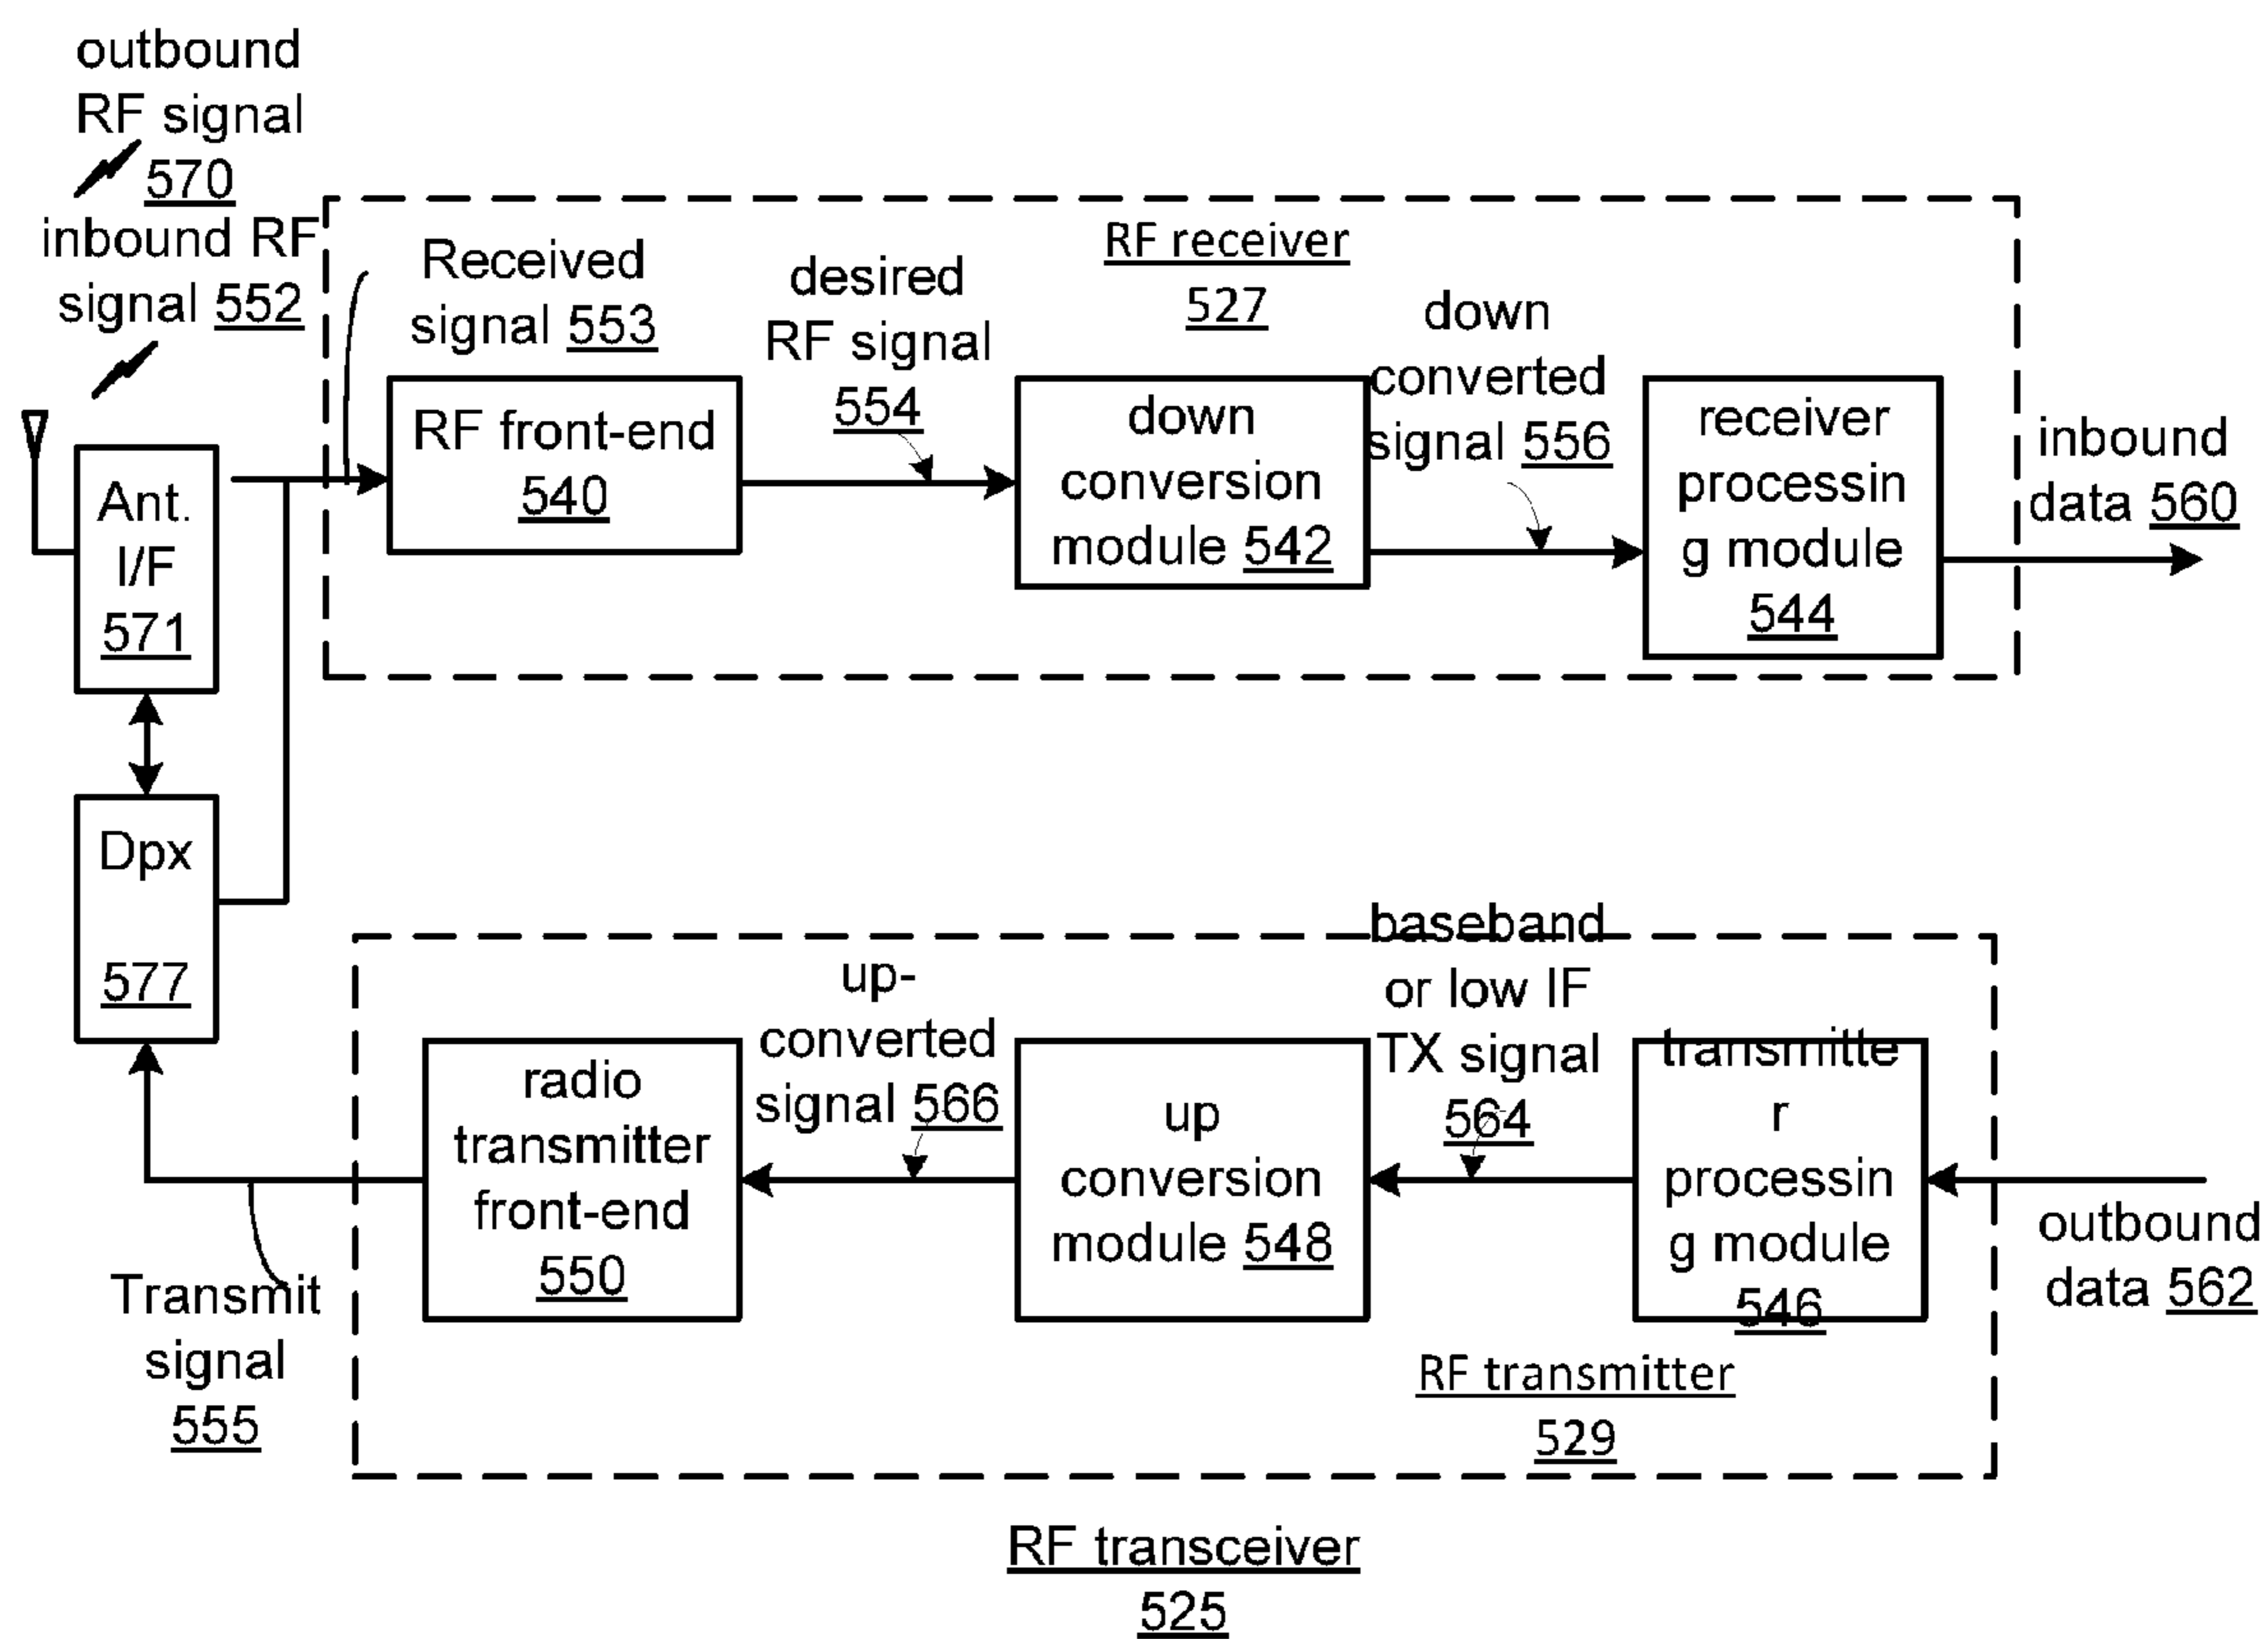 outbound
RF signal
570
inbound RF
signal 552
Ant.
I/F
571
Dpx
577
RF receiver
527
Received
signal 553
RF front-end
540
desired
RF signal
554
down
conversion
module 542
down
converted
signal 556
receiver
processin
g module
544
inbound
data 560
Transmit
signal
555
radio
transmitter
front-end
550
up-
converted
signal 566
up
conversion
module 548
baseband
or low IF
TX signal
564
transmitte
r
processin
g module
546
outbound
data 562
RF transmitter
529
RF transceiver
525